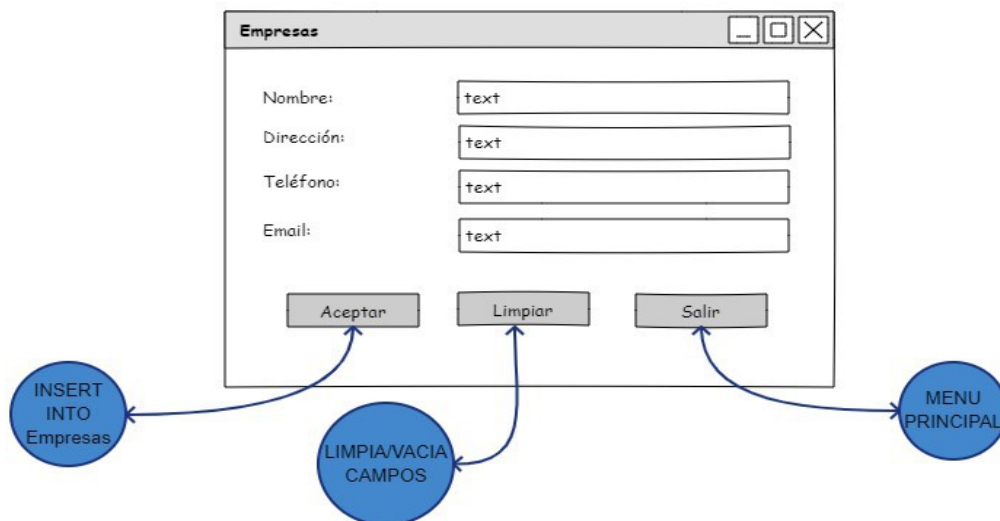 Empresas
Nombre:
text
Dirección:
text
Teléfono:
text
Email:
text
Aceptar
Limpiar
Salir
INSERT
INTO
Empresas
LIMPIA/VACIA
CAMPOS
MENU
PRINCIPAL